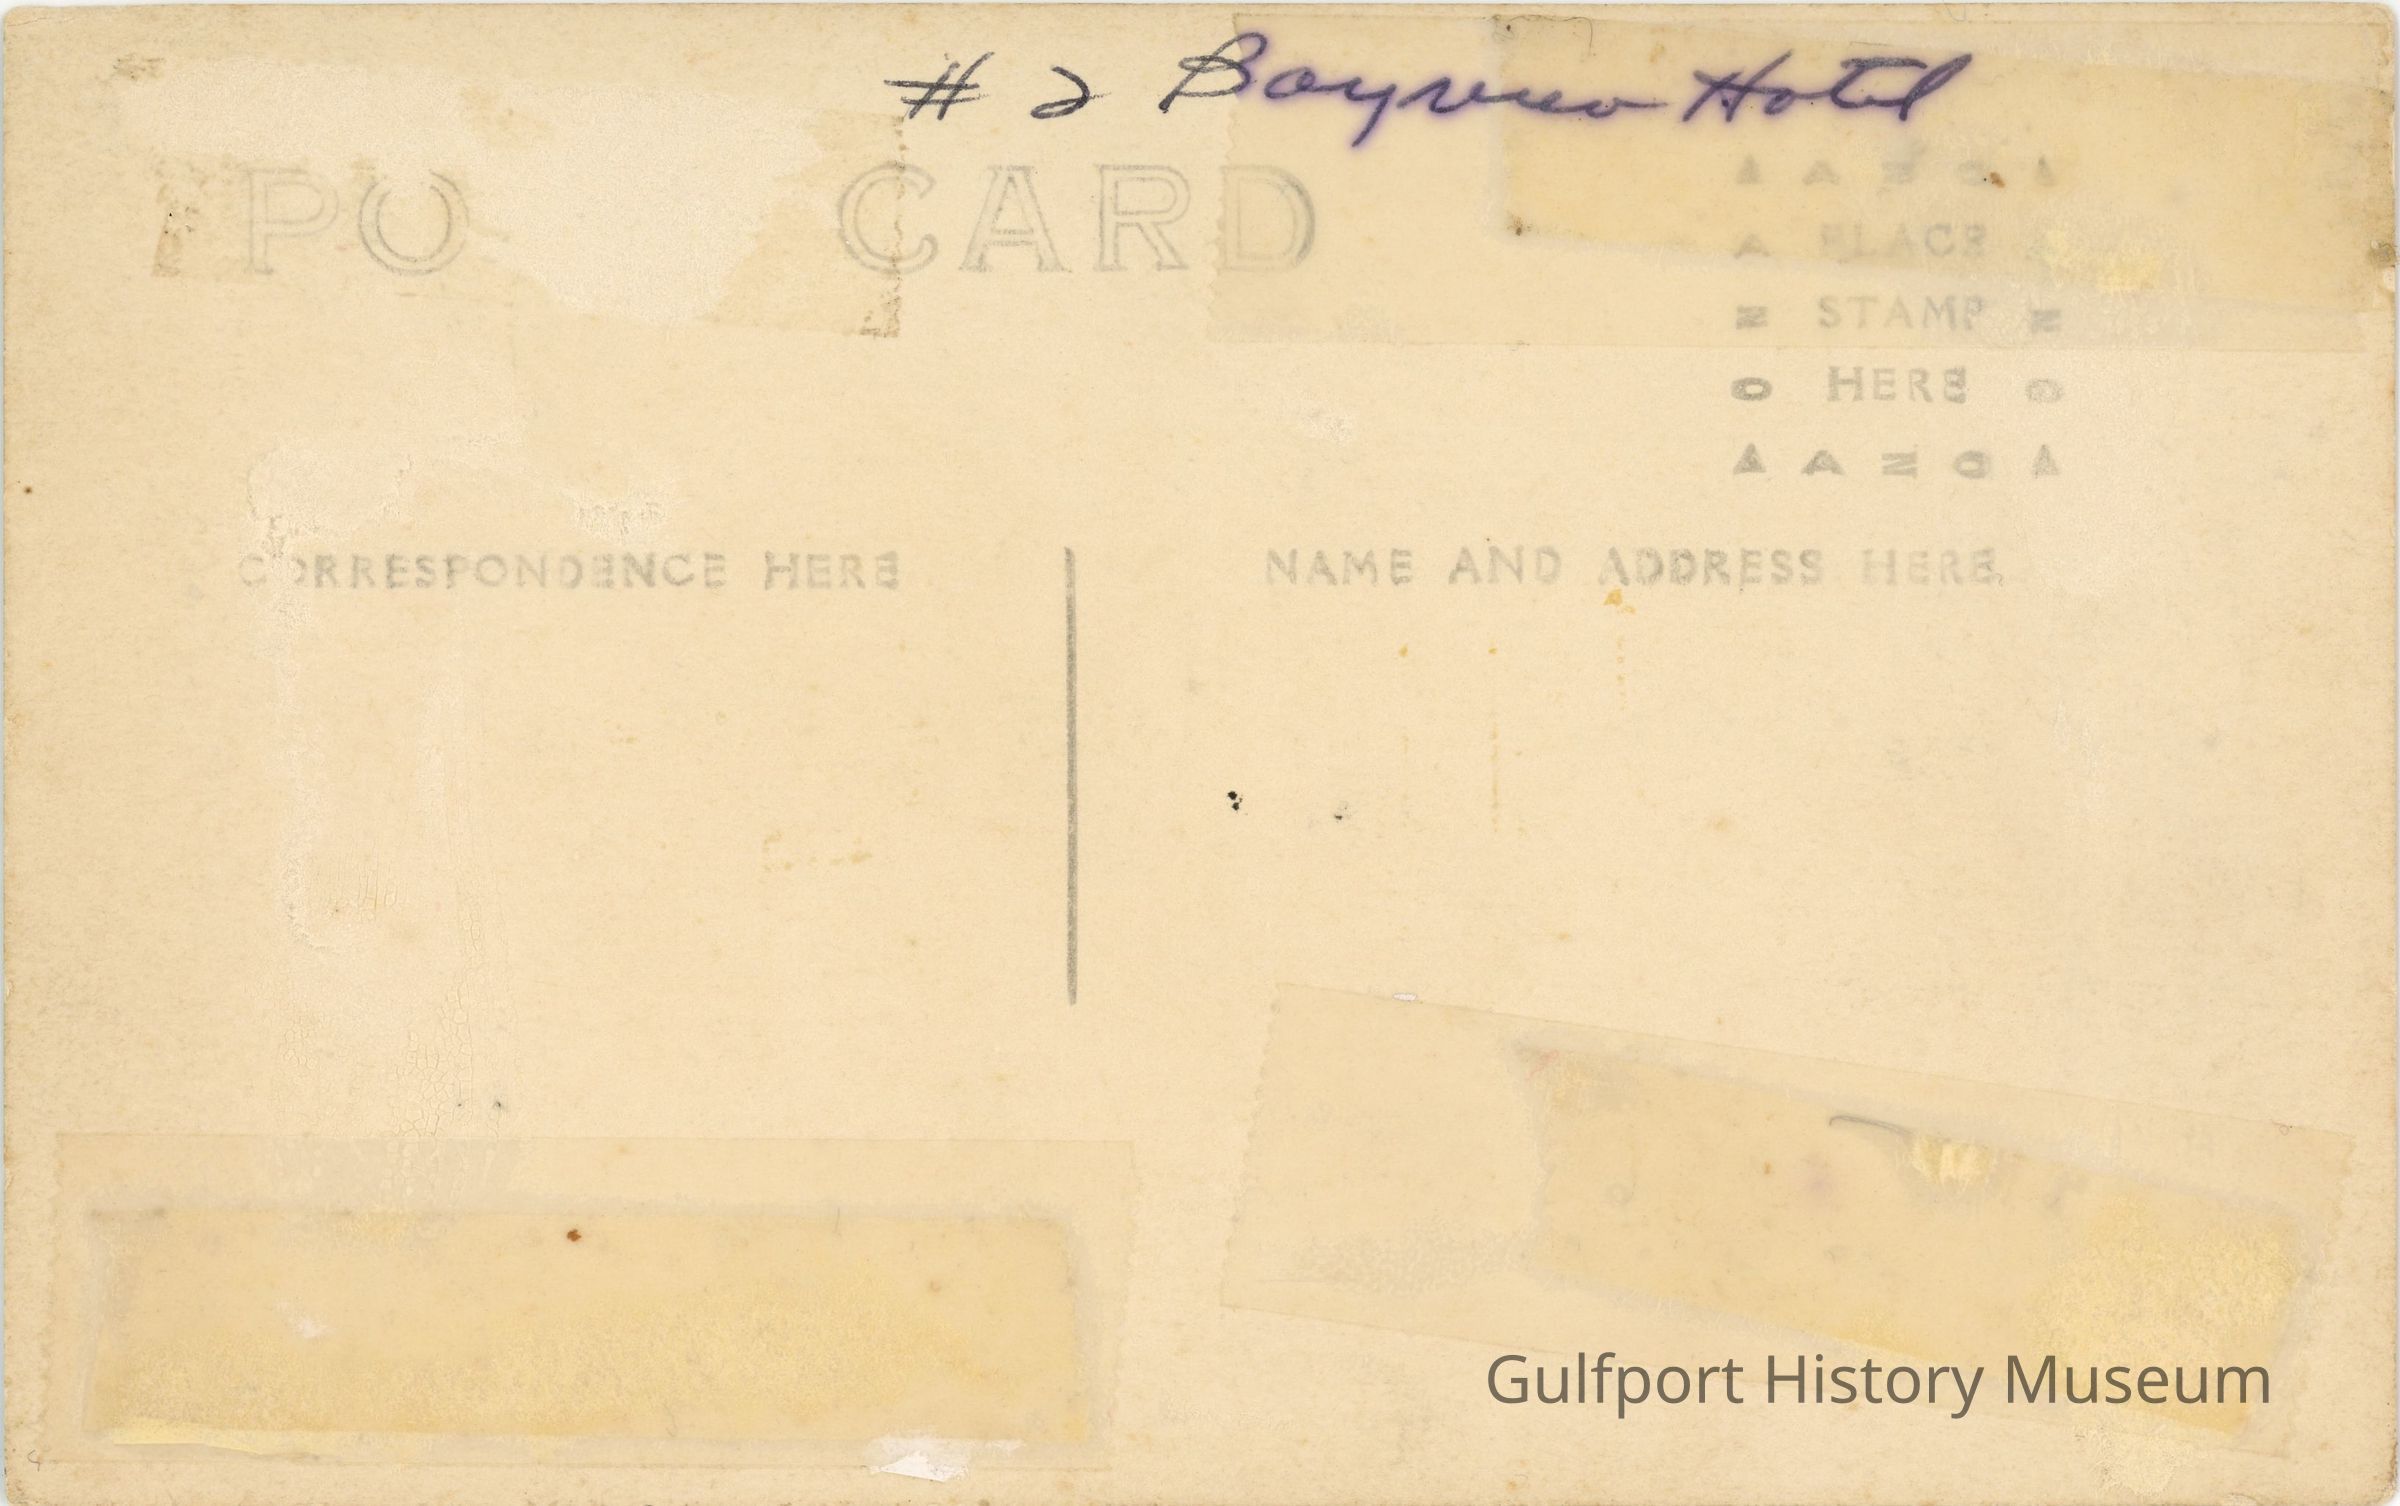 # 2 Bayview Hotel
PO CARD
▲ A Z O ▲
A PLACE
Z STAMP Z
O HERE O
▲ A Z O ▲
CORRESPONDENCE HERE
NAME AND ADDRESS HERE
Gulfport History Museum